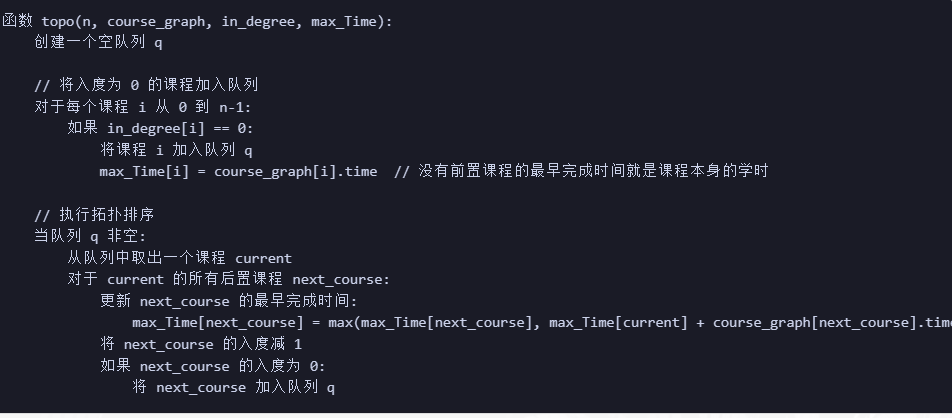 函数 topo(n, course_graph, in_degree, max_Time):
创建一个空队列 q
// 将入度为 0 的课程加入队列
对于每个课程 i 从 0 到 n-1:
如果 in_degree[i] == 0:
将课程 i 加入队列 q
max_Time[i] = course_graph[i].time // 没有前置课程的最早完成时间就是课程本身的学时
// 执行拓扑排序
当队列 q 非空:
从队列中取出一个课程 current
对于 current 的所有后置课程 next_course:
更新 next_course 的最早完成时间:
max_Time[next_course] = max(max_Time[next_course], max_Time[current] + course_graph[next_course].time
将 next_course 的入度减 1
如果 next_course 的入度为 0:
将 next_course 加入队列 q